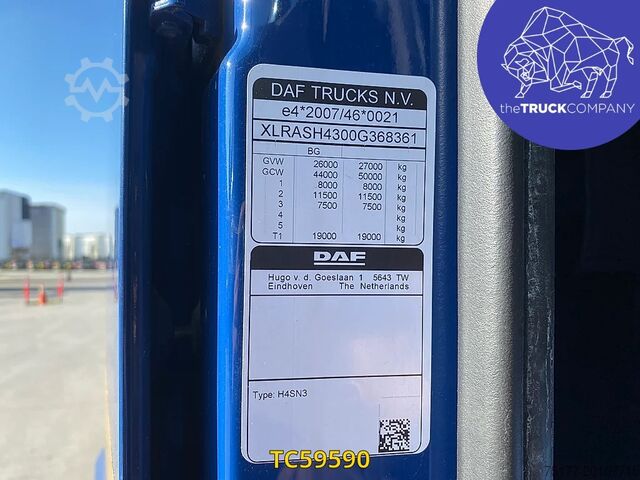 theTRUCKCOMPANY
DAF TRUCKS N.V.
e4*2007/46*0021
XLRASH4300G368361
BG
GVW 26000 27000 kg
GCW 44000 50000 kg
1 8000 8000 kg
2 11500 11500 kg
3 7500 7500 kg
4 kg
5 kg
T1 19000 19000 kg
DAF
Hugo v. d. Goeslaan 1 5643 TW
Eindhoven The Netherlands
Type: H4SN3
TC59590